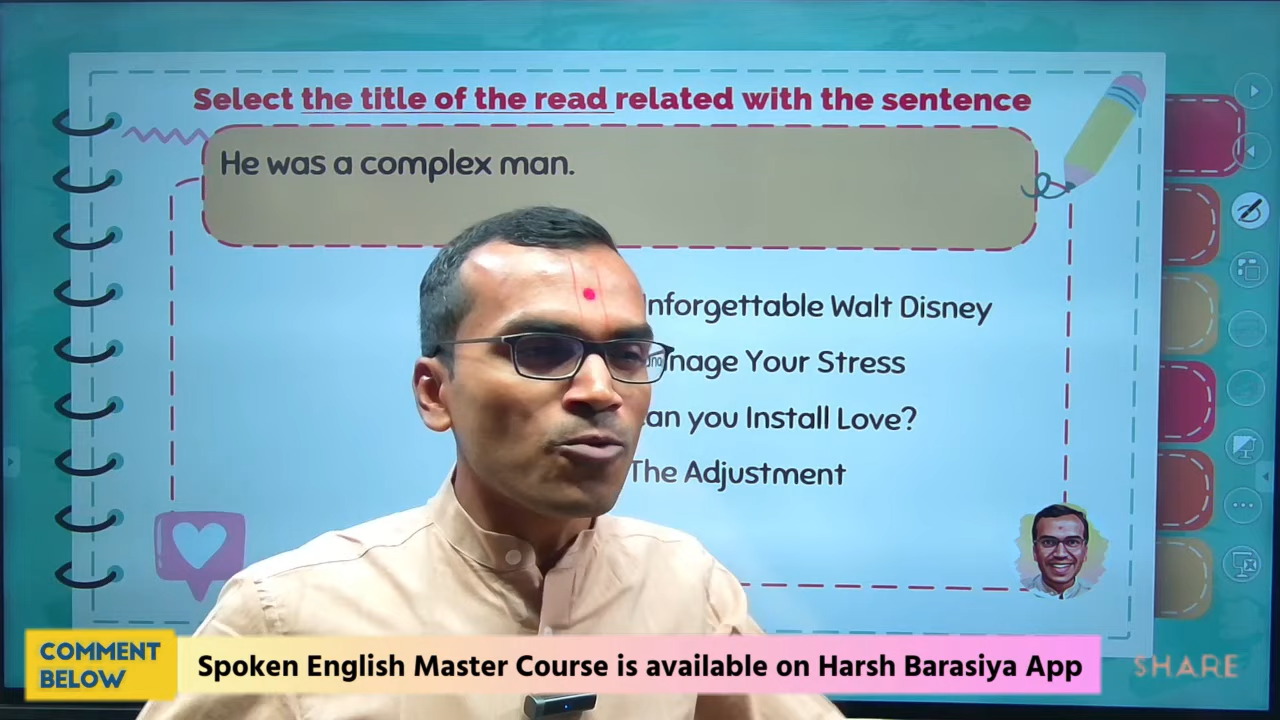 Select the title of the read related with the sentence
He was a complex man.
Walt Disney
Your Stress
you Install Love?
The Adjustment
COMMENT
BELOW
Spoken English Master Course is available on Harsh Barasiya App
SHARE